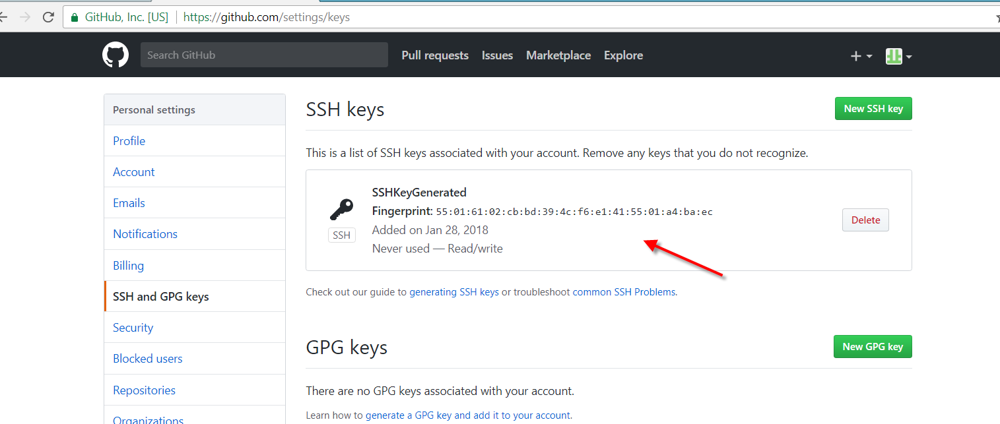 GitHub, Inc. [US] https://github.com/settings/keys
Search GitHub
Pull requests Issues Marketplace Explore
Personal settings
Profile
Account
Emails
Notifications
Billing
SSH and GPG keys
Security
Blocked users
Repositories
Organizations
SSH keys
New SSH key
This is a list of SSH keys associated with your account. Remove any keys that you do not recognize.
SSH
SSHKeyGenerated
Fingerprint: 55:01:61:02:cb:bd:39:4c:f6:e1:41:55:01:a4:ba:ec
Added on Jan 28, 2018
Never used — Read/write
Delete
Check out our guide to generating SSH keys or troubleshoot common SSH Problems.
GPG keys
New GPG key
There are no GPG keys associated with your account.
Learn how to generate a GPG key and add it to your account.